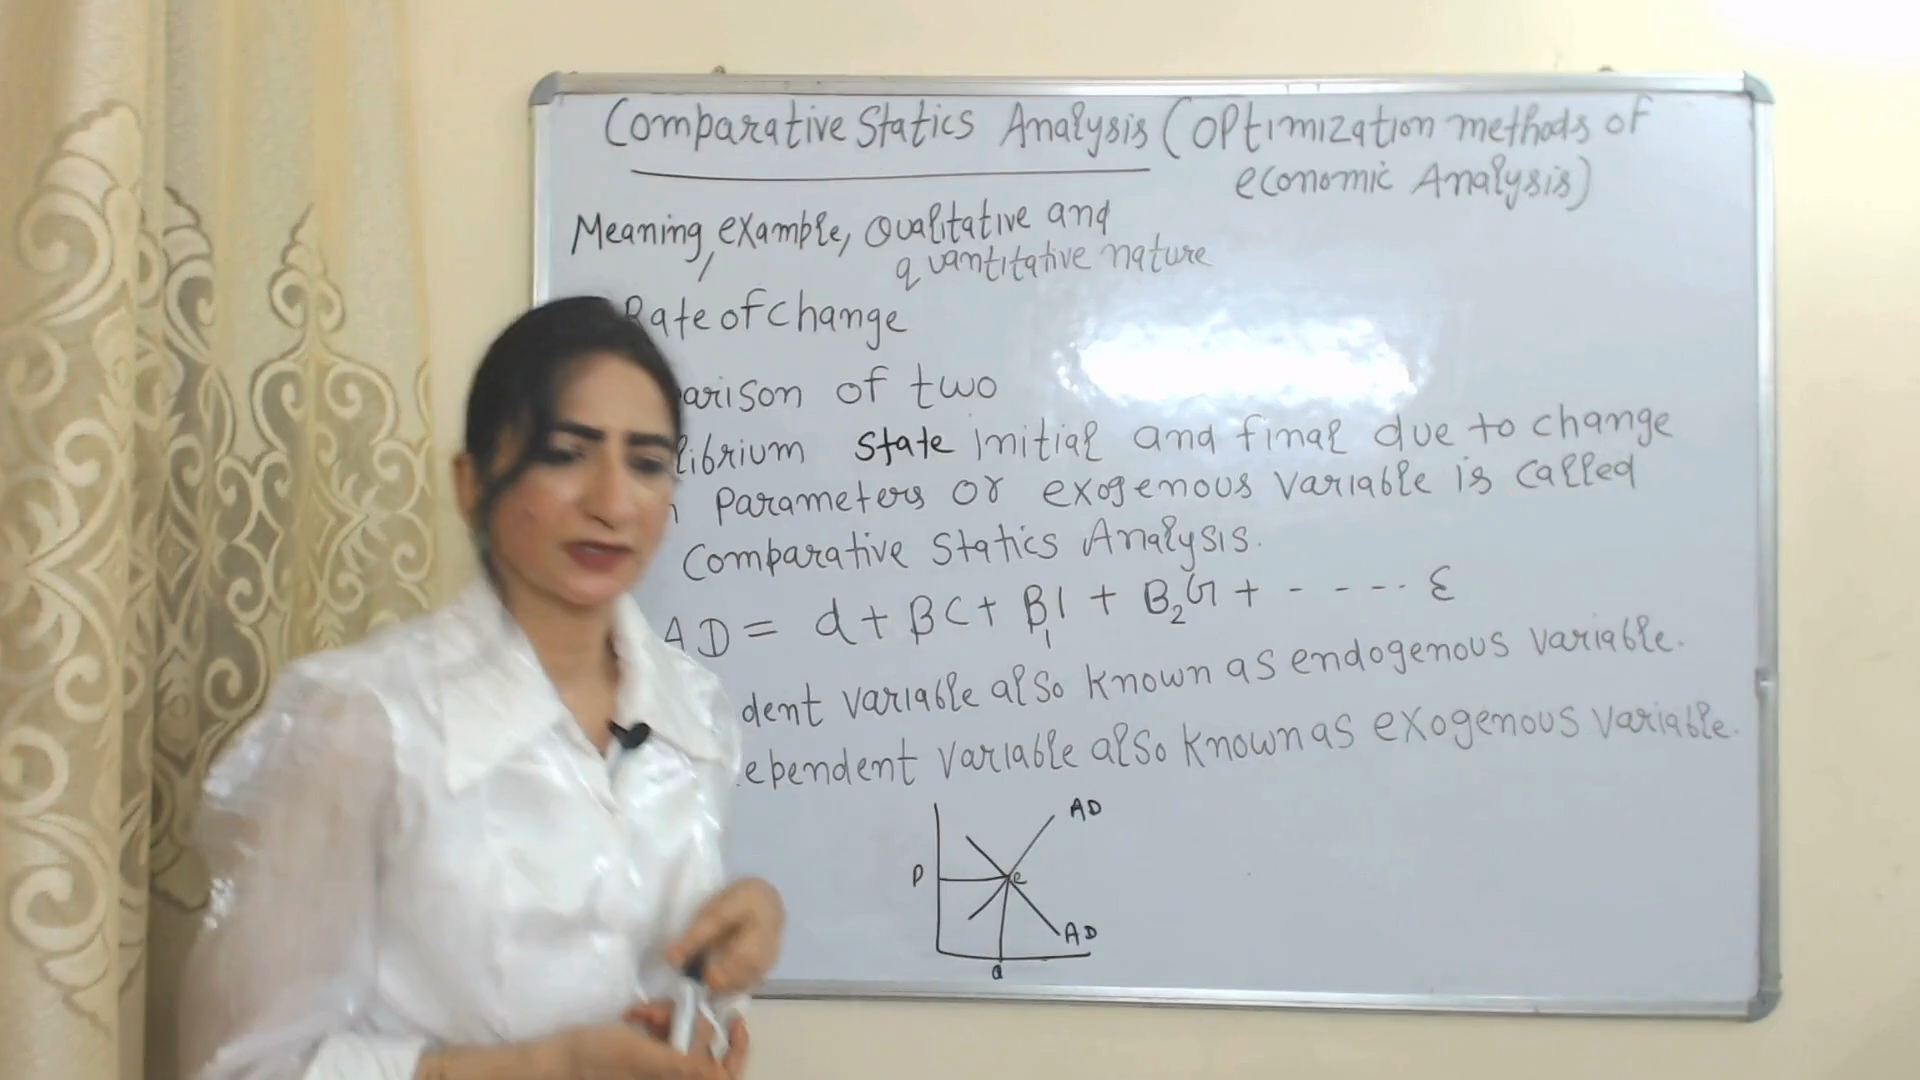 Comparative Statics Analysis (Optimization methods of
economic Analysis)
Meaning, example, Qualitative and
quantitative nature
Rate of change
arison of two
librium state initial and final due to change
Parameters or exogenous variable is called
Comparative Statics Analysis.
AD = α + βC + β₁I + B₂G + - - - - - ε
dent variable also known as endogenous variable.
ependent variable also known as exogenous variable.
AD
P
e
AD
Q